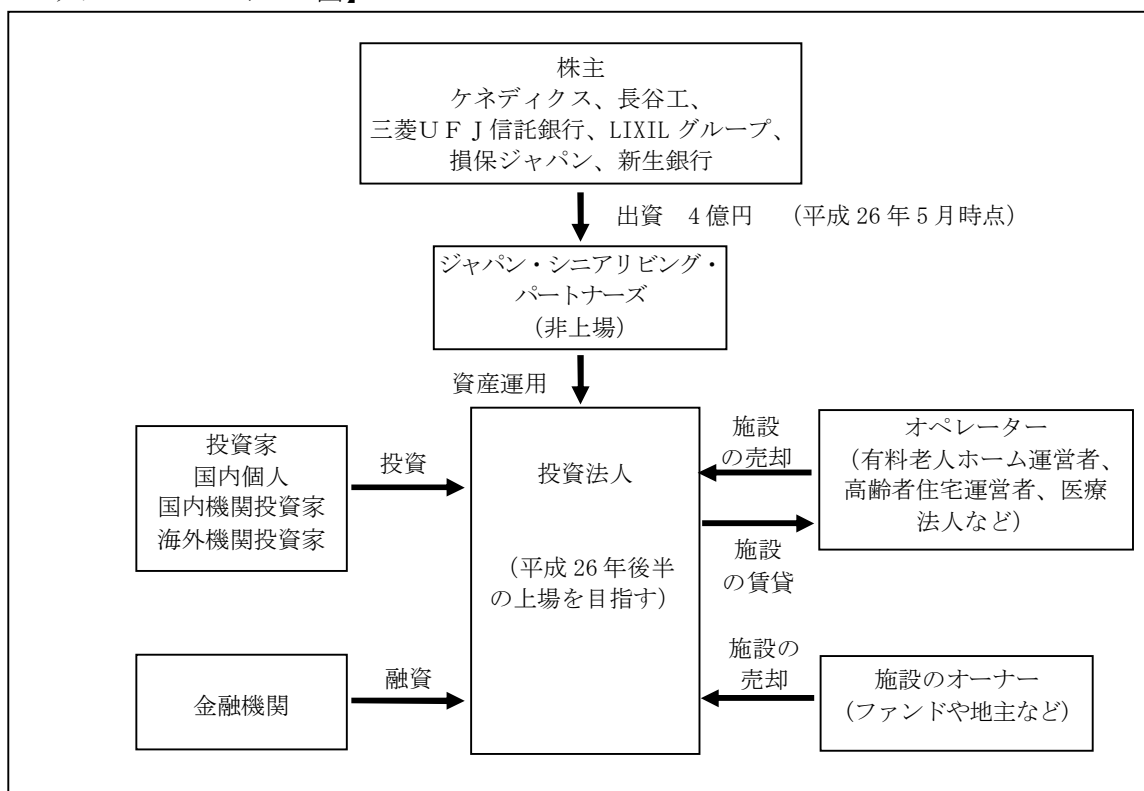 株主
ケネディクス、長谷工、
三菱ＵＦＪ信託銀行、LIXIL グループ、
損保ジャパン、新生銀行
出資　4 億円　（平成 26 年 5 月時点）
ジャパン・シニアリビング・
パートナーズ
（非上場）
資産運用
投資家
国内個人
国内機関投資家
海外機関投資家
投資
投資法人
（平成 26 年後半
の上場を目指す）
施設
の売却
オペレーター
（有料老人ホーム運営者、
高齢者住宅運営者、医療
法人など）
施設
の賃貸
金融機関
融資
施設の
売却
施設のオーナー
（ファンドや地主など）